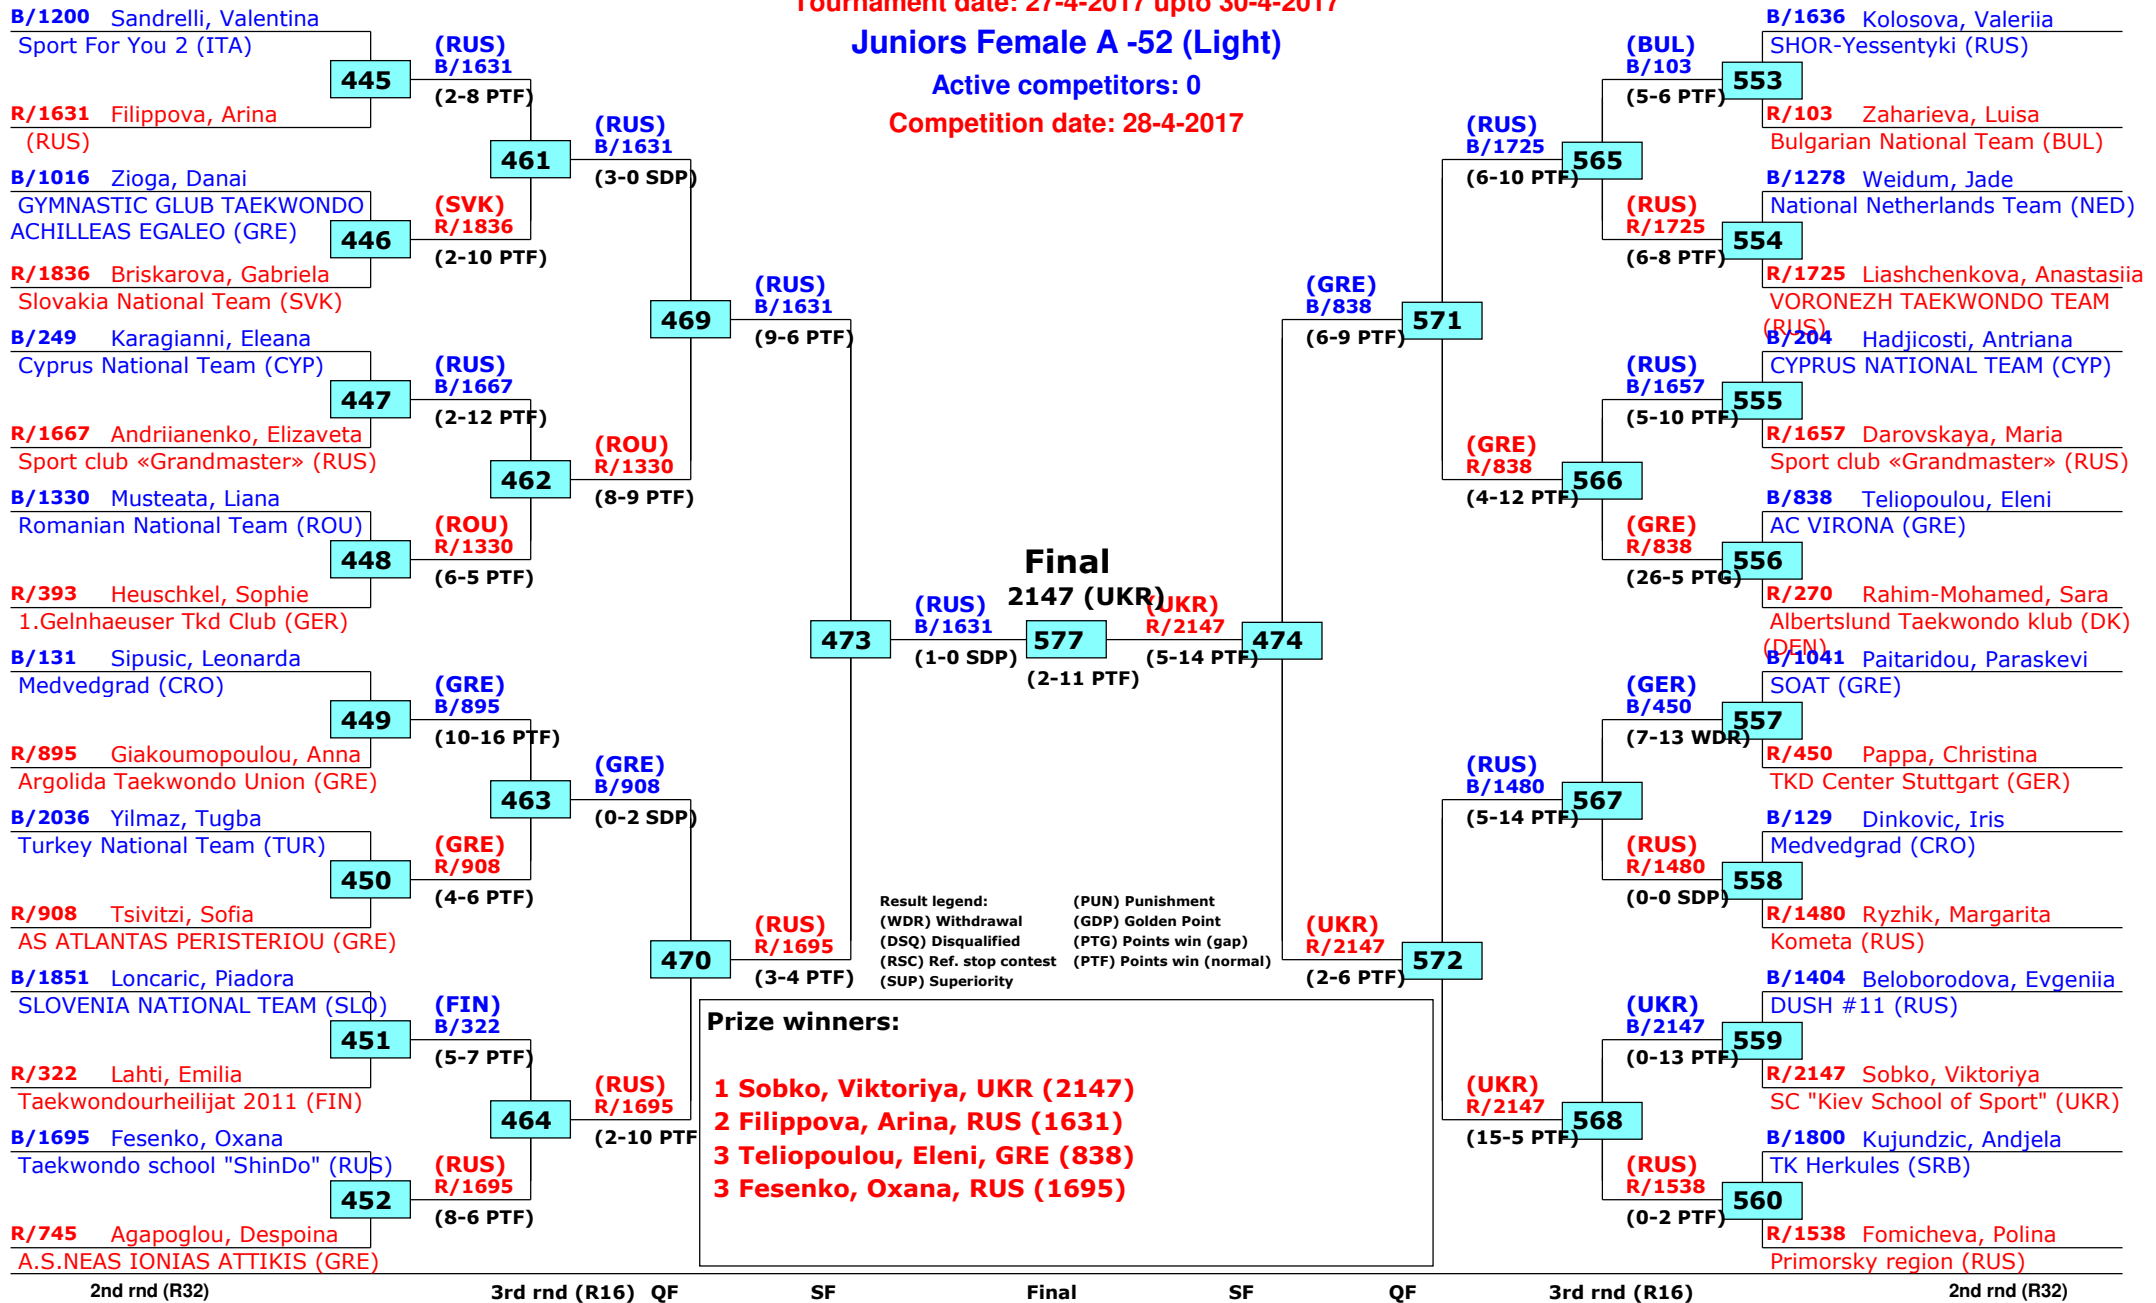 Tournament date: 27-4-2017 upto 30-4-2017
Juniors Female A -52 (Light)
Active competitors: 0
Competition date: 28-4-2017
B/1200 Sandrelli, Valentina
Sport For You 2 (ITA)
445
R/1631 Filippova, Arina
(RUS)
B/1016 Zioga, Danai
GYMNASTIC GLUB TAEKWONDO
ACHILLEAS EGALEO (GRE)
446
R/1836 Briskarova, Gabriela
Slovakia National Team (SVK)
B/249 Karagianni, Eleana
Cyprus National Team (CYP)
447
R/1667 Andriianenko, Elizaveta
Sport club «Grandmaster» (RUS)
B/1330 Musteata, Liana
Romanian National Team (ROU)
448
R/393 Heuschkel, Sophie
1.Gelnhaeuser Tkd Club (GER)
B/131 Sipusic, Leonarda
Medvedgrad (CRO)
449
R/895 Giakoumopoulou, Anna
Argolida Taekwondo Union (GRE)
B/2036 Yilmaz, Tugba
Turkey National Team (TUR)
450
R/908 Tsivitzi, Sofia
AS ATLANTAS PERISTERIOU (GRE)
B/1851 Loncaric, Piadora
SLOVENIA NATIONAL TEAM (SLO)
451
R/322 Lahti, Emilia
Taekwondourheilijat 2011 (FIN)
B/1695 Fesenko, Oxana
Taekwondo school "ShinDo" (RUS)
452
R/745 Agapoglou, Despoina
A.S.NEAS IONIAS ATTIKIS (GRE)
(RUS)
B/1631
(2-8 PTF)
461
(SVK)
R/1836
(2-10 PTF)
(RUS)
B/1667
(2-12 PTF)
462
(ROU)
R/1330
(6-5 PTF)
(GRE)
B/895
(10-16 PTF)
463
(GRE)
R/908
(4-6 PTF)
(FIN)
B/322
(5-7 PTF)
464
(RUS)
R/1695
(8-6 PTF)
(RUS)
B/1631
(3-0 SDP)
469
(ROU)
R/1330
(8-9 PTF)
(GRE)
B/908
(0-2 SDP)
470
(RUS)
R/1695
(2-10 PTF
(RUS)
B/1631
(9-6 PTF)
473
(RUS)
R/1695
(3-4 PTF)
(RUS)
B/1631
(1-0 SDP)
Final
2147 (UKR)
577
(2-11 PTF)
(UKR)
R/2147
(5-14 PTF)
474
(GRE)
B/838
(6-9 PTF)
571
(UKR)
R/2147
(2-6 PTF)
572
(RUS)
B/1725
(6-10 PTF)
565
(GRE)
R/838
(4-12 PTF)
566
(RUS)
B/1480
(5-14 PTF)
567
(UKR)
R/2147
(15-5 PTF)
568
(BUL)
B/103
(5-6 PTF)
(RUS)
R/1725
(6-8 PTF)
(RUS)
B/1657
(5-10 PTF)
(GRE)
R/838
(26-5 PTG)
(GER)
B/450
(7-13 WDR)
(RUS)
R/1480
(0-0 SDP)
(UKR)
B/2147
(0-13 PTF)
(RUS)
R/1538
(0-2 PTF)
B/1636 Kolosova, Valeriia
SHOR-Yessentyki (RUS)
553
R/103 Zaharieva, Luisa
Bulgarian National Team (BUL)
B/1278 Weidum, Jade
National Netherlands Team (NED)
554
R/1725 Liashchenkova, Anastasiia
VORONEZH TAEKWONDO TEAM
(RUS)
B/204 Hadjicosti, Antriana
CYPRUS NATIONAL TEAM (CYP)
555
R/1657 Darovskaya, Maria
Sport club «Grandmaster» (RUS)
B/838 Teliopoulou, Eleni
AC VIRONA (GRE)
556
R/270 Rahim-Mohamed, Sara
Albertslund Taekwondo klub (DK)
(DEN)
B/1041 Paitaridou, Paraskevi
SOAT (GRE)
557
R/450 Pappa, Christina
TKD Center Stuttgart (GER)
B/129 Dinkovic, Iris
Medvedgrad (CRO)
558
R/1480 Ryzhik, Margarita
Kometa (RUS)
B/1404 Beloborodova, Evgeniia
DUSH #11 (RUS)
559
R/2147 Sobko, Viktoriya
SC "Kiev School of Sport" (UKR)
B/1800 Kujundzic, Andjela
TK Herkules (SRB)
560
R/1538 Fomicheva, Polina
Primorsky region (RUS)
Result legend: (PUN) Punishment
(WDR) Withdrawal (GDP) Golden Point
(DSQ) Disqualified (PTG) Points win (gap)
(RSC) Ref. stop contest (PTF) Points win (normal)
(SUP) Superiority
Prize winners:
1 Sobko, Viktoriya, UKR (2147)
2 Filippova, Arina, RUS (1631)
3 Teliopoulou, Eleni, GRE (838)
3 Fesenko, Oxana, RUS (1695)
2nd rnd (R32) 3rd rnd (R16) QF SF Final SF QF 3rd rnd (R16) 2nd rnd (R32)